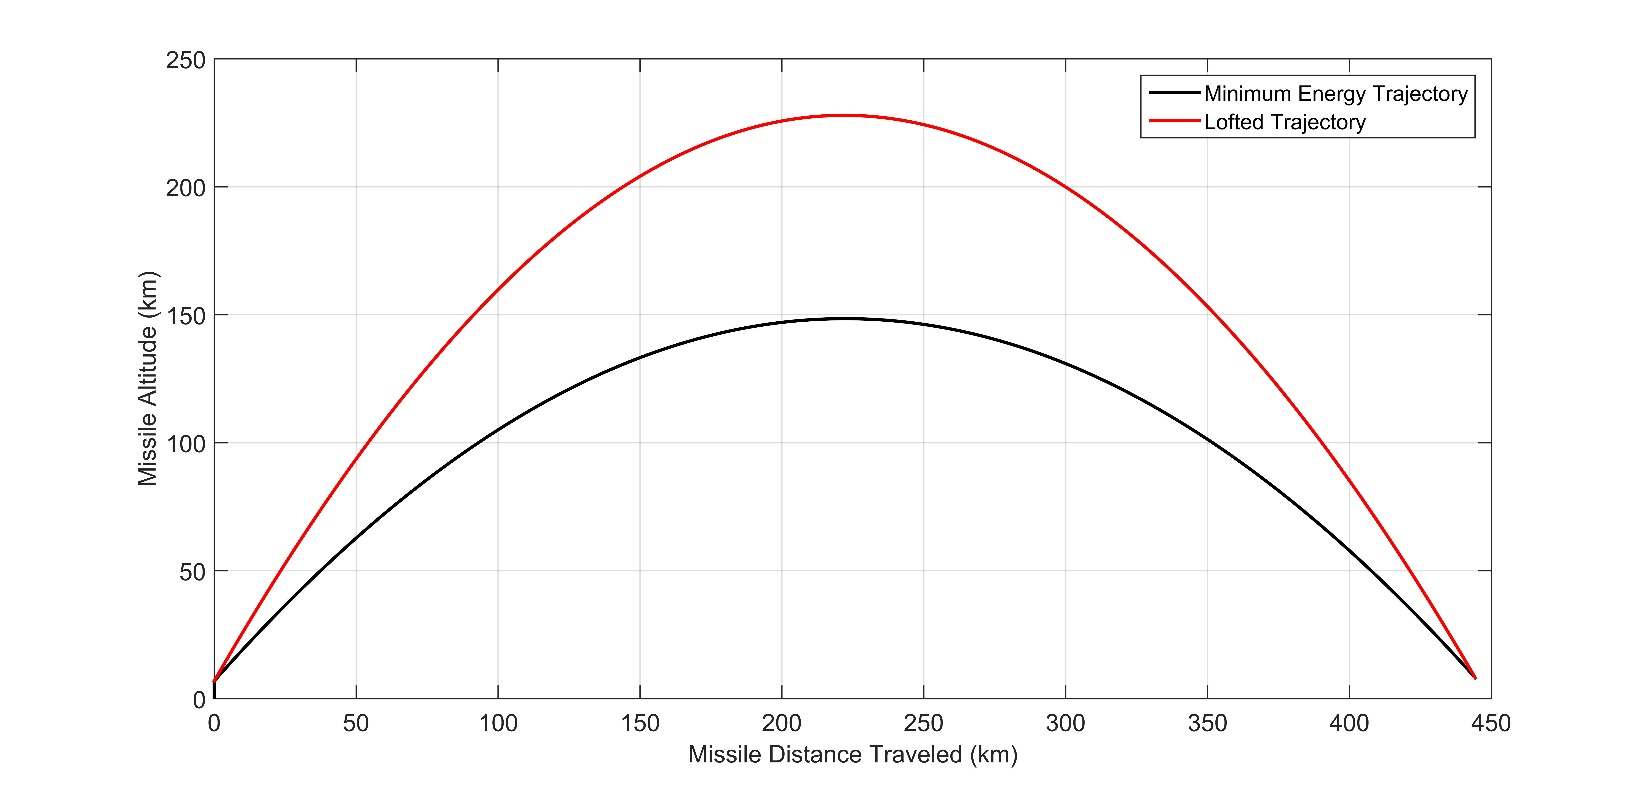 250
200
150
100
50
0
Missile Altitude (km)
Minimum Energy Trajectory
Lofted Trajectory
0 50 100 150 200 250 300 350 400 450
Missile Distance Traveled (km)